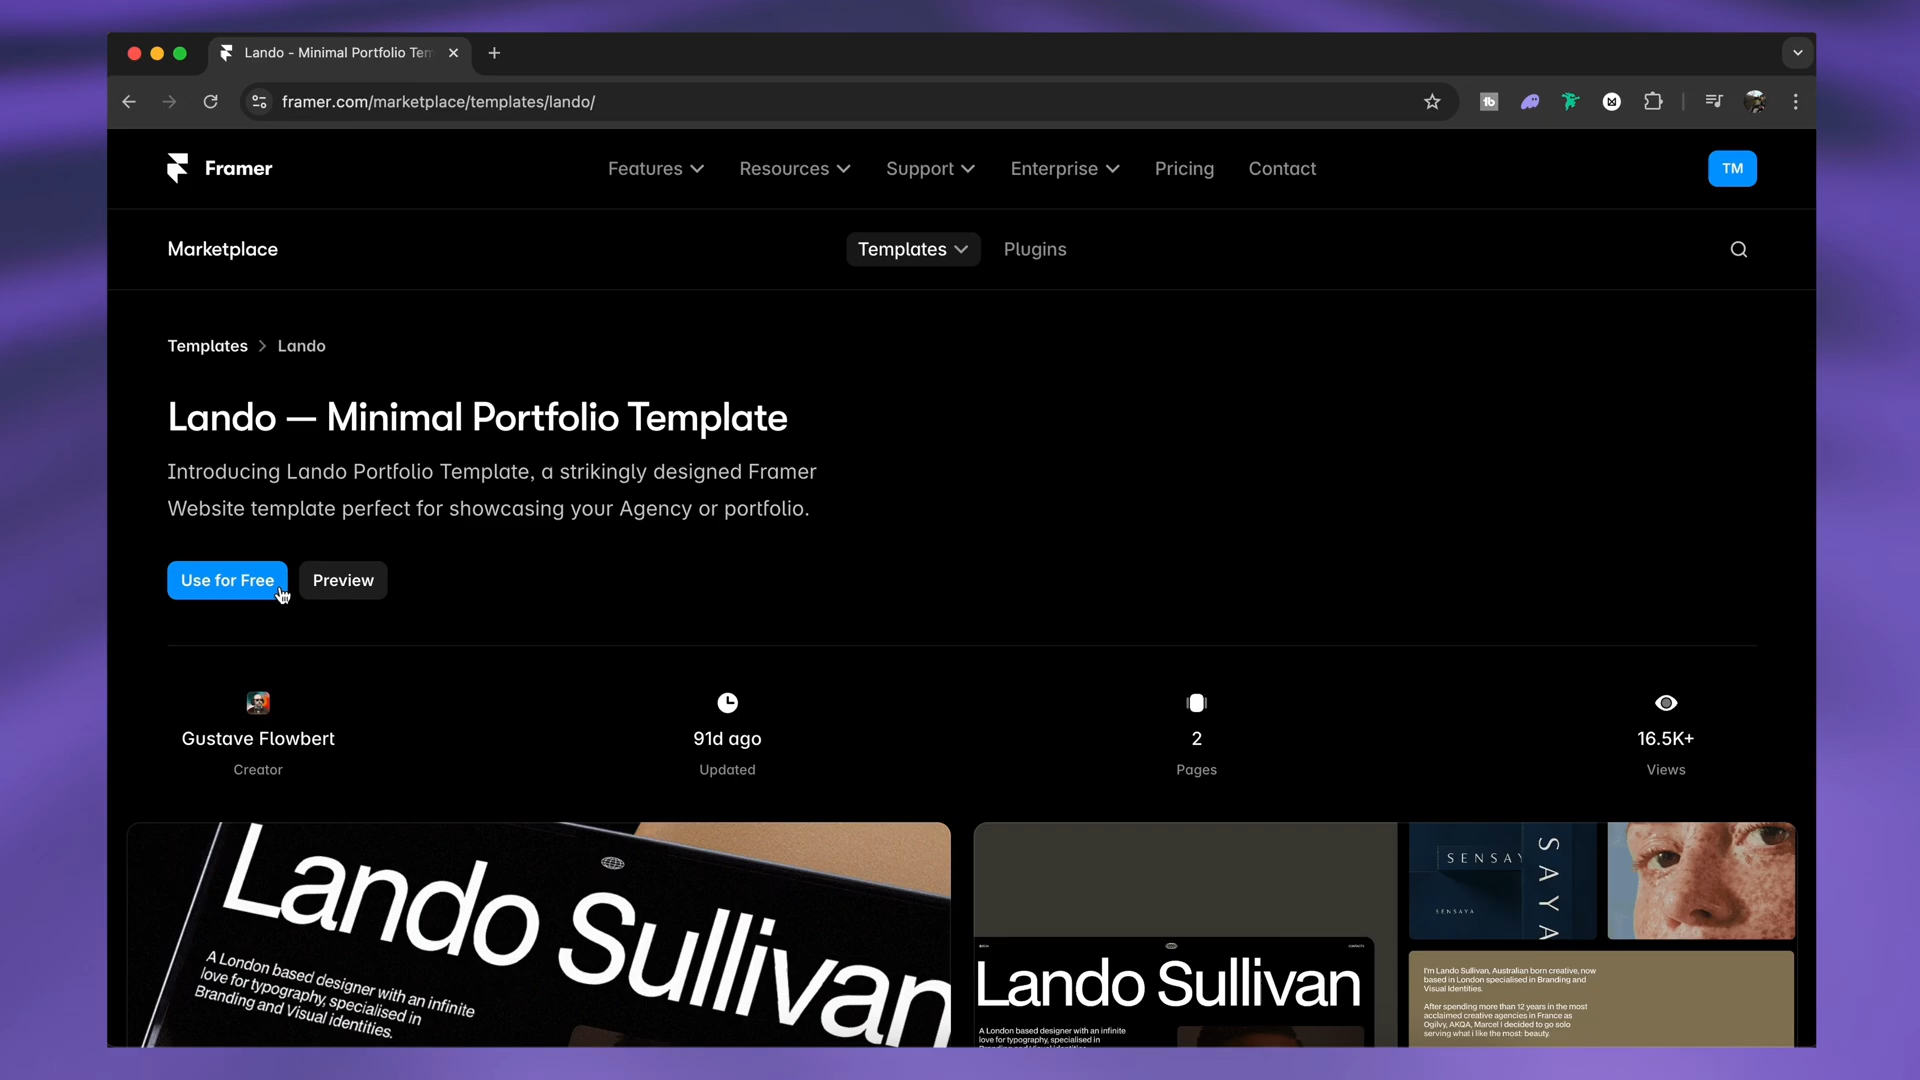 Lando - Minimal Portfolio Tem
framer.com/marketplace/templates/lando/
Framer
Features
Resources
Support
Enterprise
Pricing
Contact
TM
Marketplace
Templates
Plugins
Templates > Lando
Lando — Minimal Portfolio Template
Introducing Lando Portfolio Template, a strikingly designed Framer
Website template perfect for showcasing your Agency or portfolio.
Use for Free
Preview
Gustave Flowbert
Creator
91d ago
Updated
2
Pages
16.5K+
Views
Lando Sullivan
A London based designer with an infinite
love for typography, specialised in
Branding and Visual identities.
Lando Sullivan
A London based designer with an infinite
love for typography, specialised in
SENSAY
SENSAYA
SAYA
I'm Lando Sullivan, Australian born creative, now
based in London specialised in Branding and
Visual Identities.
After spending more than 12 years in the most
acclaimed creative agencies in France as
Ogilvy, AKQA, Marcel I decided to go solo
serving what i like the most: beauty.